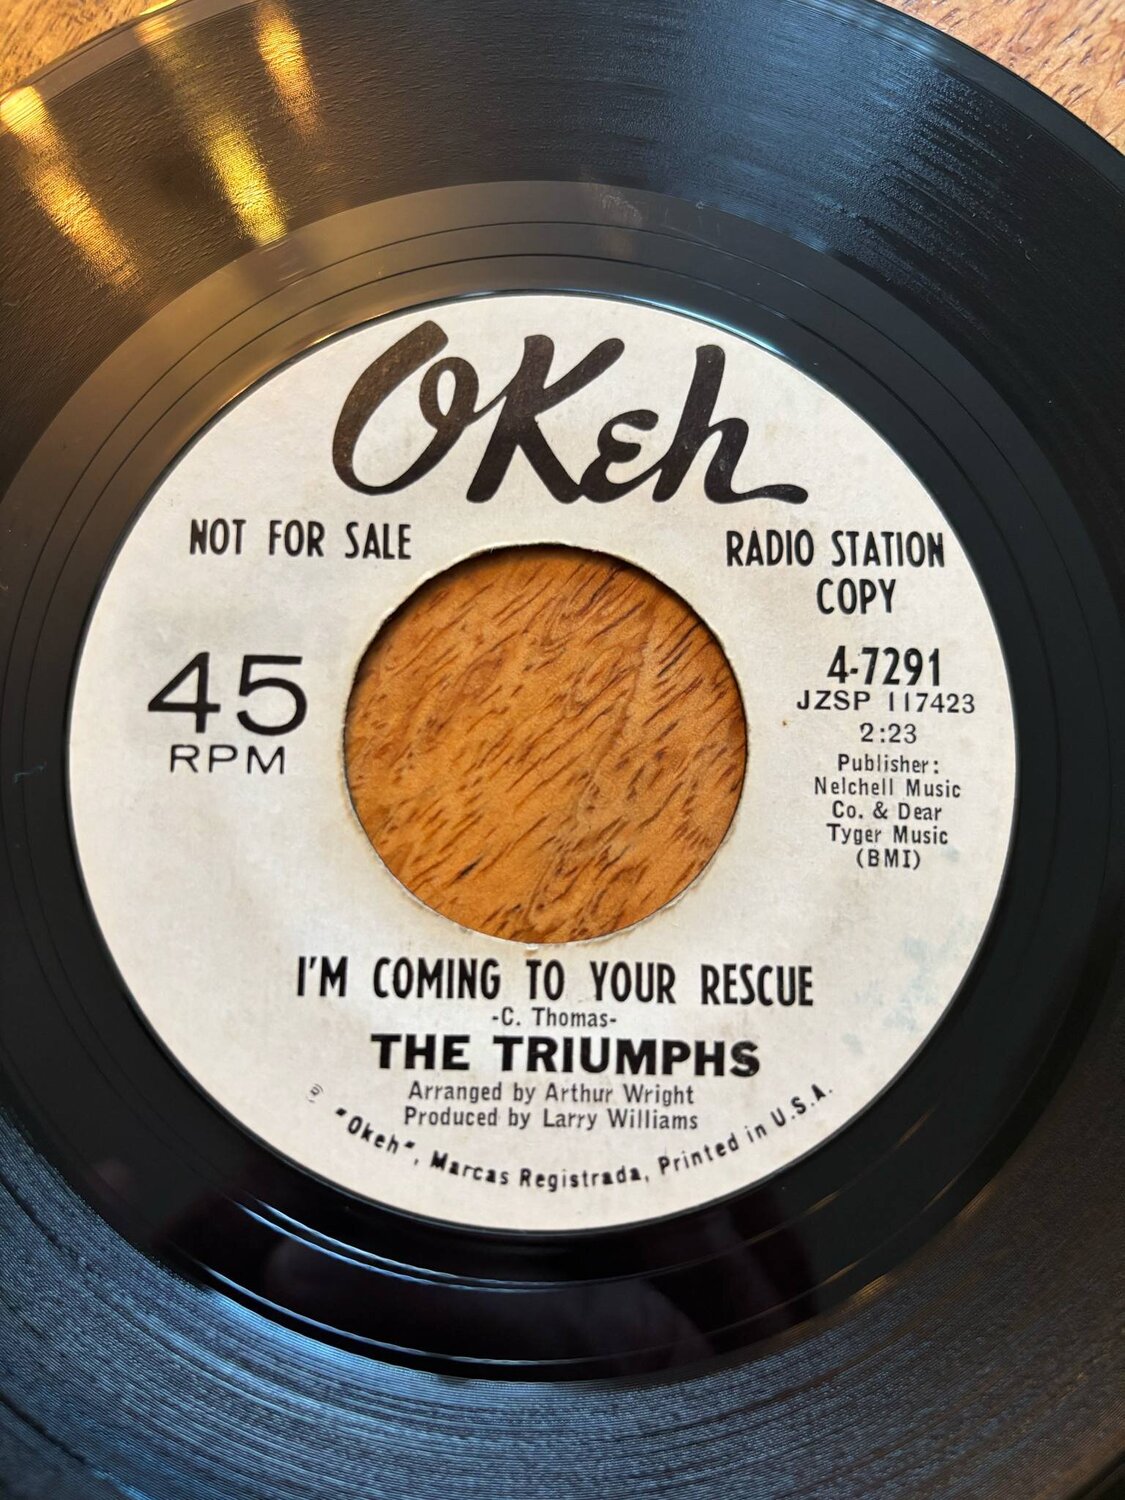 OKeh
NOT FOR SALE
RADIO STATION
COPY
45
RPM
4-7291
JZSP 117423
2:23
Publisher:
Nelchell Music
Co. & Dear
Tyger Music
(BMI)
I'M COMING TO YOUR RESCUE
-C. Thomas-
THE TRIUMPHS
Arranged by Arthur Wright
Produced by Larry Williams
"Okeh", Marcas Registrada, Printed in U.S.A.